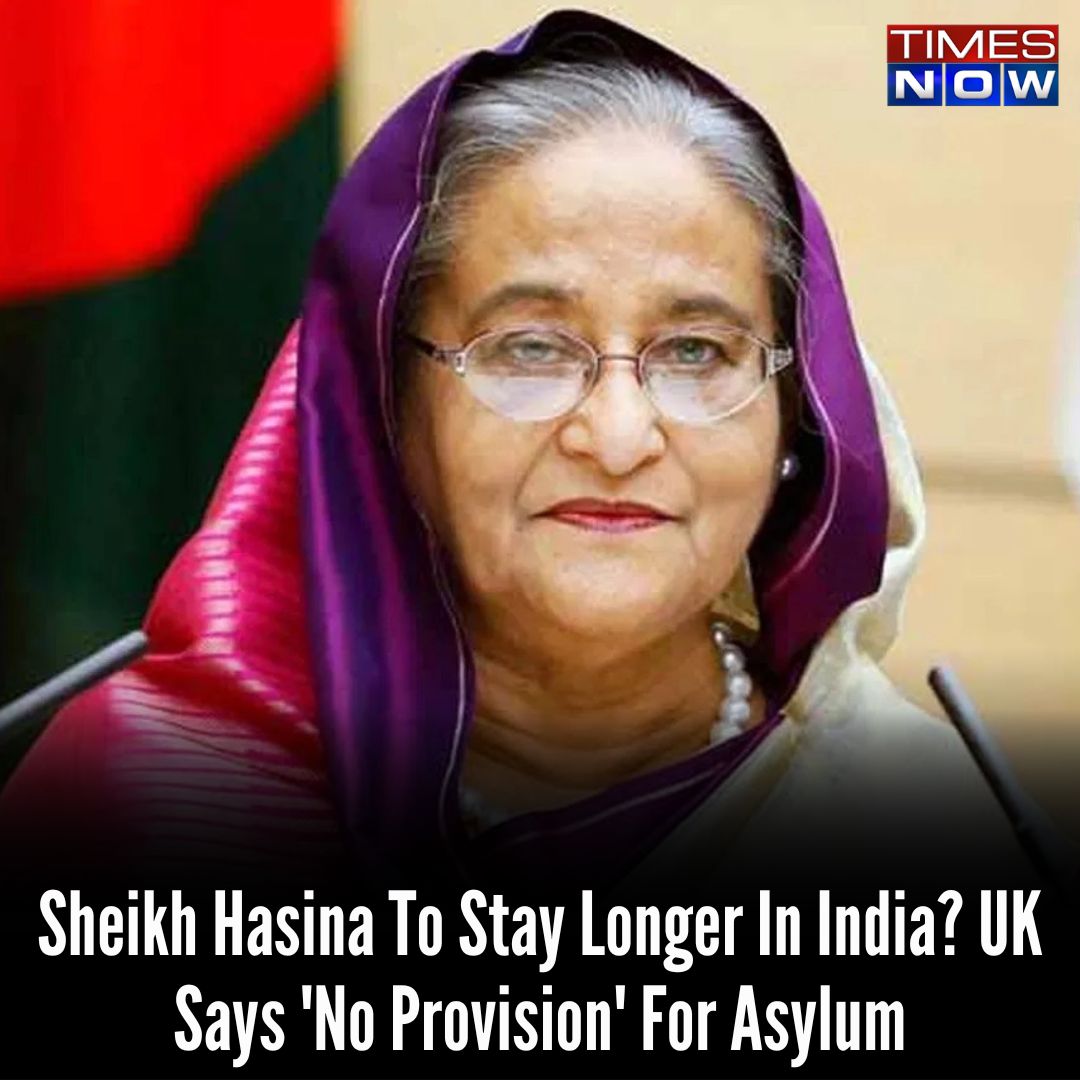 TIMES
NOW
Sheikh Hasina To Stay Longer In India? UK
Says 'No Provision' For Asylum